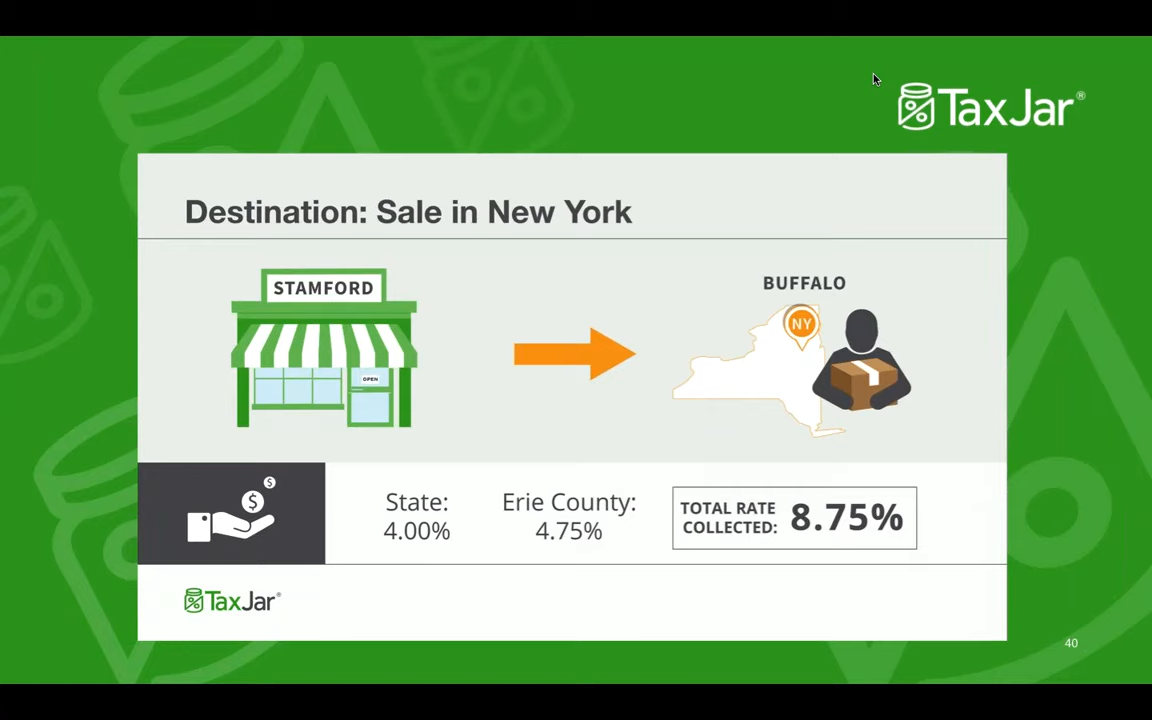 TaxJar®
Destination: Sale in New York
STAMFORD
OPEN
BUFFALO
NY
$
$
State:
4.00%
Erie County:
4.75%
TOTAL RATE
COLLECTED:
8.75%
TaxJar®
40